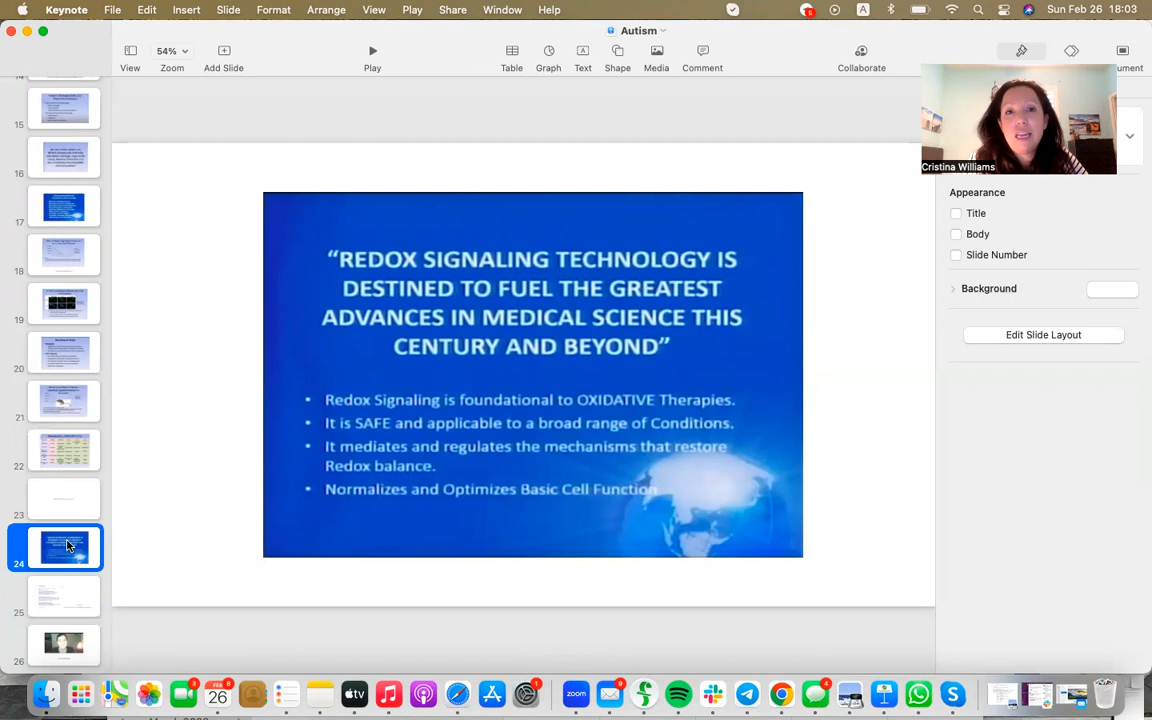 Keynote File Edit Insert Slide Format Arrange View Play Share Window Help Sun Feb 26 18:03
Autism
54%
View Zoom Add Slide Play Table Graph Text Shape Media Comment Collaborate ument
Cristina Williams
15
16
17
18
19
20
21
22
23
24
25
26
“REDOX SIGNALING TECHNOLOGY IS
DESTINED TO FUEL THE GREATEST
ADVANCES IN MEDICAL SCIENCE THIS
CENTURY AND BEYOND”
• Redox Signaling is foundational to OXIDATIVE Therapies.
• It is SAFE and applicable to a broad range of Conditions.
• It mediates and regulates the mechanisms that restore
Redox balance.
• Normalizes and Optimizes Basic Cell Function
Appearance
Title
Body
Slide Number
Background
Edit Slide Layout